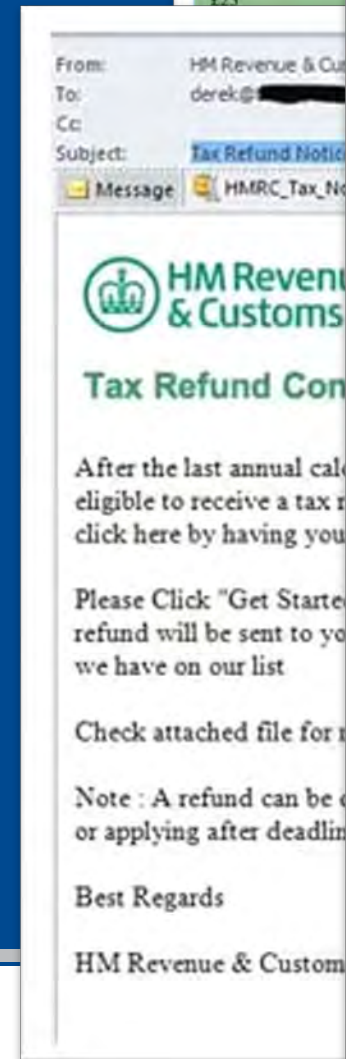 From: HM Revenue & Cu
To: derek@
Cc:
Subject: Tax Refund Notic
Message HMRC_Tax_No
HM Revenu
& Customs
Tax Refund Con
After the last annual cal
eligible to receive a tax r
click here by having you
Please Click "Get Starte
refund will be sent to yo
we have on our list
Check attached file for
Note : A refund can be
or applying after deadlin
Best Regards
HM Revenue & Custom